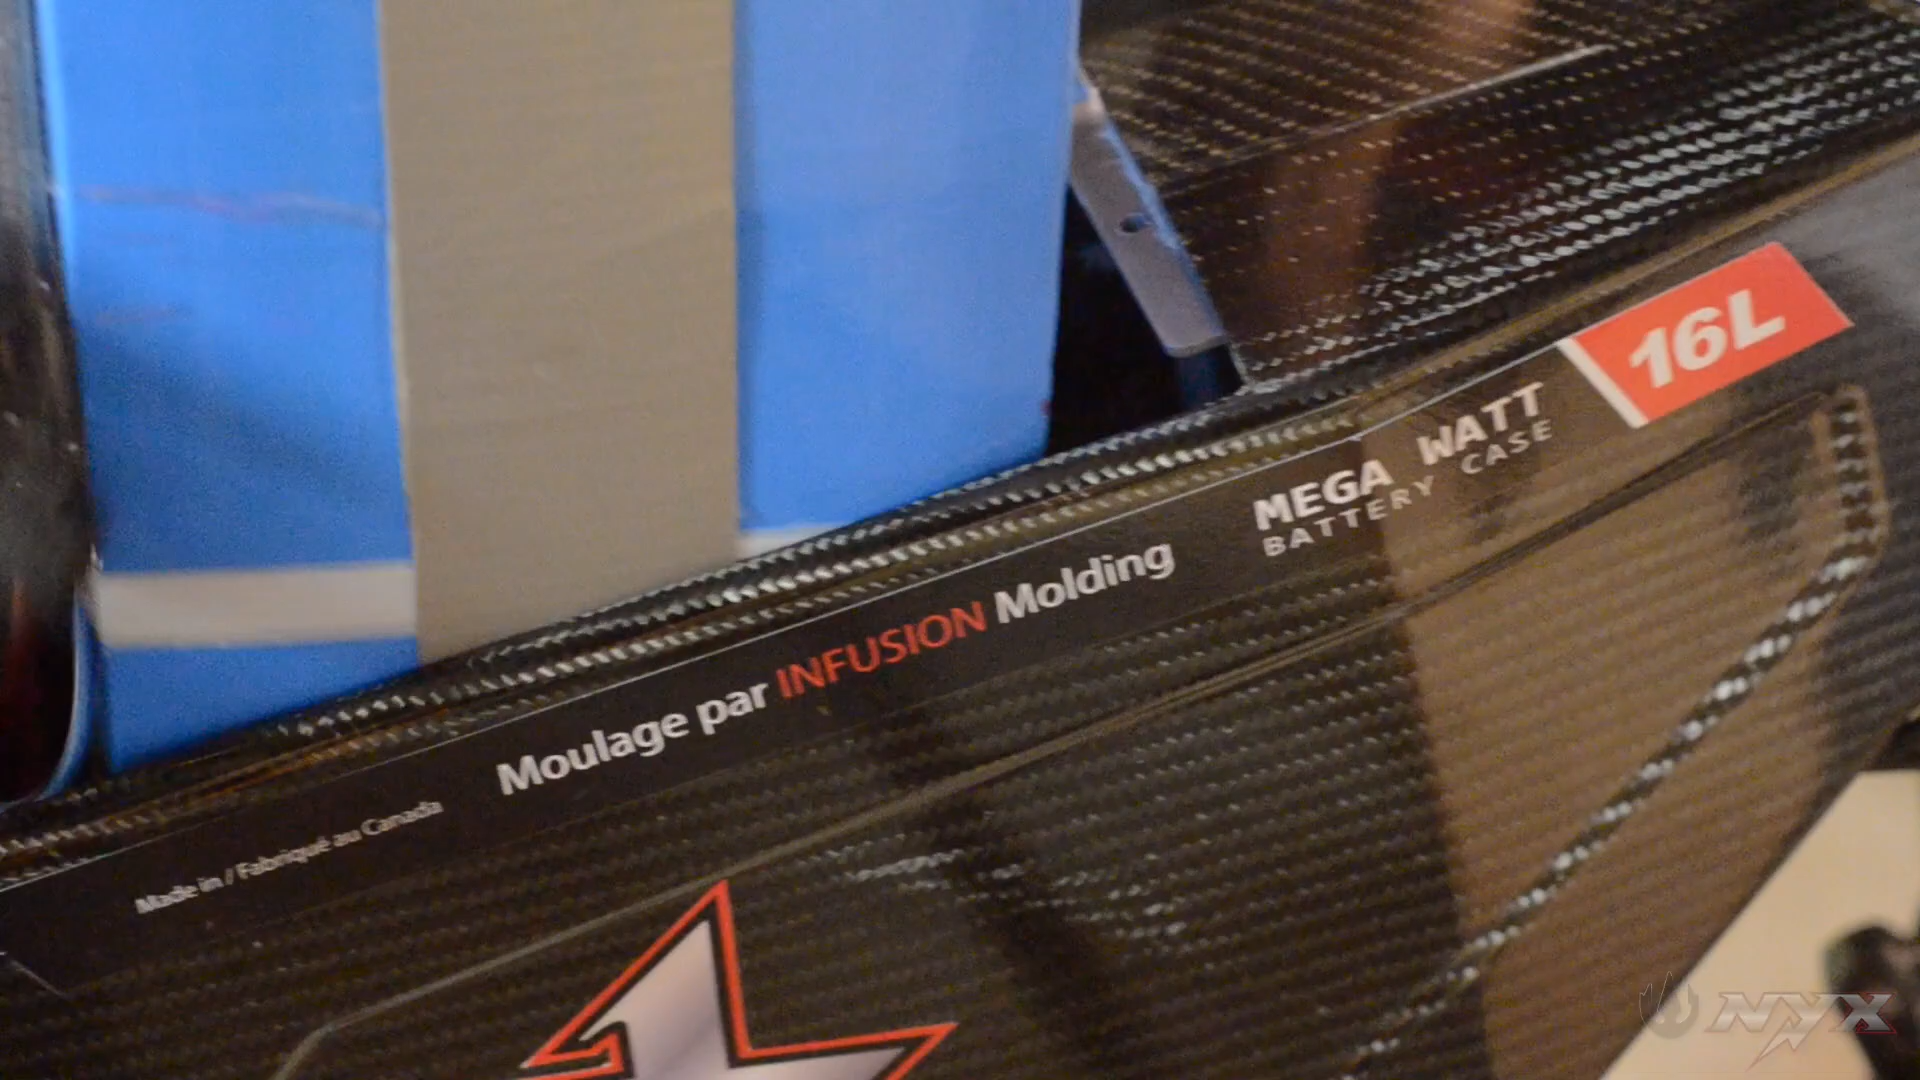 16L
MEGA WATT
BATTERY CASE
Moulage par INFUSION Molding
Made in / Fabriqué au Canada
NYX